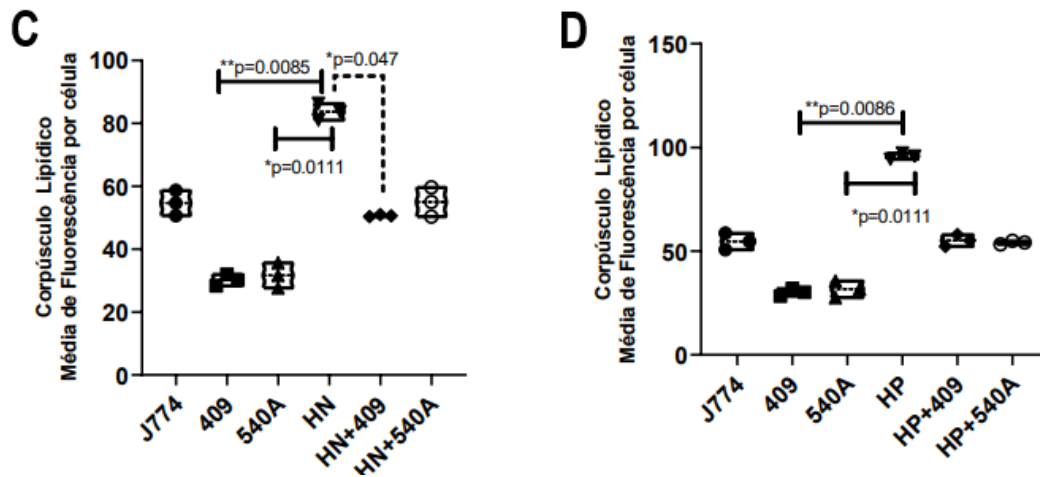 C
Corpúsculo Lipídico
Média de Fluorescência por célula
100
80
60
40
20
0
**p=0.0085
*p=0.047
*p=0.0111
J774
409
540A
HN
HN+409
HN+540A
D
Corpúsculo Lipídico
Média de Fluorescência por célula
150
100
50
0
**p=0.0086
*p=0.0111
J774
409
540A
HP
HP+409
HP+540A